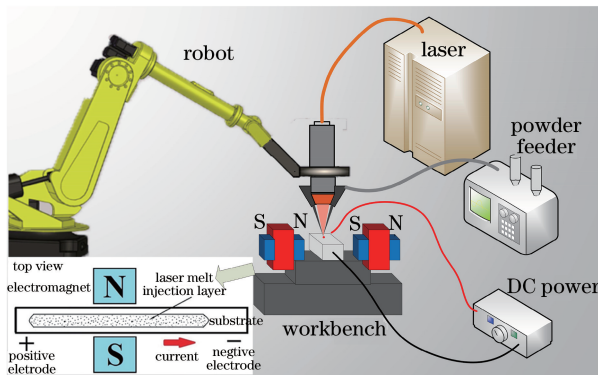 robot
laser
powder
feeder
S N
S N
DC power
workbench
top view
electromagnet
N
laser melt
injection layer
substrate
+
positive
eletrode
S
current
−
negtive
electrode